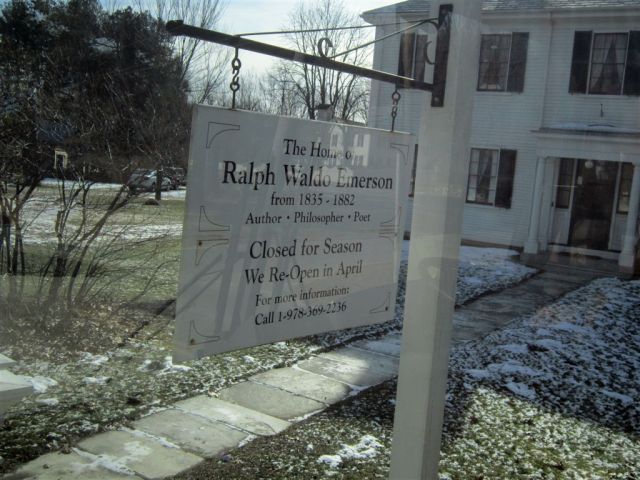 The Home of
Ralph Waldo Emerson
from 1835 - 1882
Author • Philosopher • Poet
Closed for Season
We Re-Open in April
For more information:
Call 1-978-369-2236